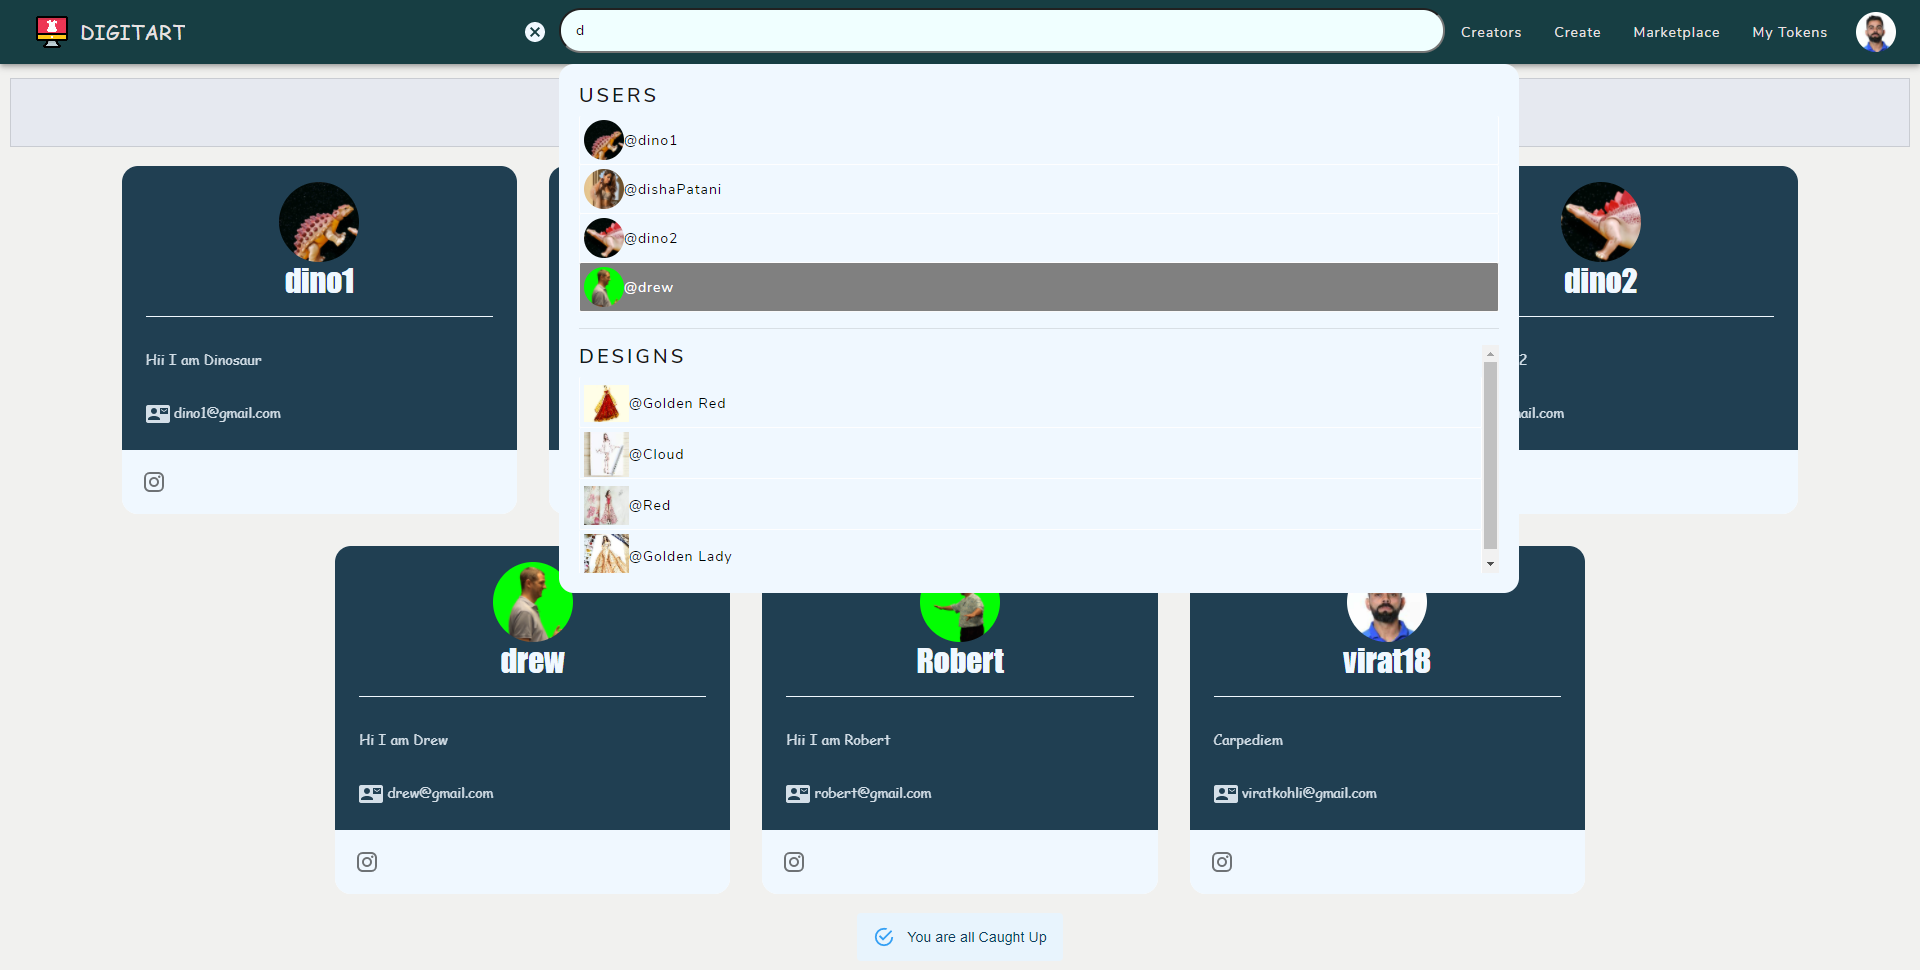 DIGITART
d
Creators
Create
Marketplace
My Tokens
USERS
@dino1
@dishaPatani
@dino2
@drew
DESIGNS
@Golden Red
@Cloud
@Red
@Golden Lady
dino1
Hii I am Dinosaur
dino1@gmail.com
dino2
2
ail.com
drew
Hi I am Drew
drew@gmail.com
Robert
Hii I am Robert
robert@gmail.com
virat18
Carpediem
viratkohli@gmail.com
You are all Caught Up